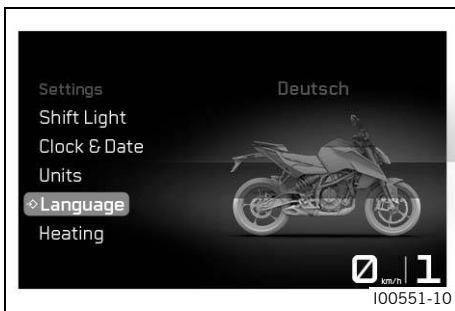 Settings
Deutsch
Shift Light
Clock & Date
Units
Language
Heating
0 km/h 1
I00551-10